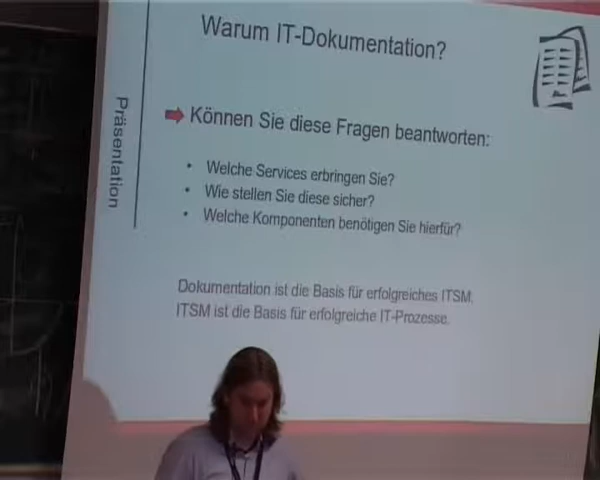 Warum IT-Dokumentation?
Präsentation
Können Sie diese Fragen beantworten:
• Welche Services erbringen Sie?
• Wie stellen Sie diese sicher?
• Welche Komponenten benötigen Sie hierfür?
Dokumentation ist die Basis für erfolgreiches ITSM.
ITSM ist die Basis für erfolgreiche IT-Prozesse.